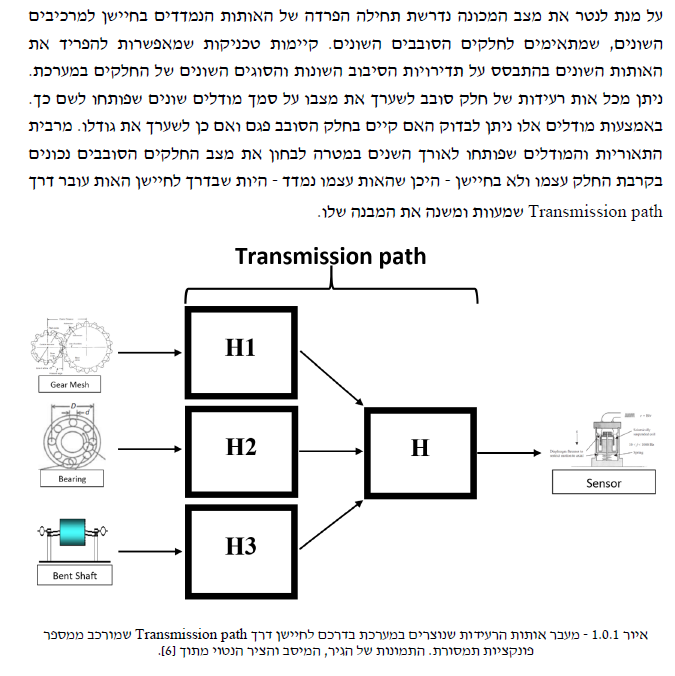 על מנת לנטר את מצב המכונה נדרשת תחילה הפרדה של האותות הנמדדים בחיישן למרכיבים
השונים, שמתאימים לחלקים הסובבים השונים. קיימות טכניקות שמאפשרות להפריד את
האותות השונים בהתבסס על תדירויות הסיבוב השונות והסוגים השונים של החלקים במערכת.
ניתן מכל אות רעידות של חלק סובב לשערך את מצבו על סמך מודלים שונים שפותחו לשם כך.
באמצעות מודלים אלו ניתן לבדוק האם קיים בחלק הסובב פגם ואם כן לשערך את גודלו. מרבית
התאוריות והמודלים שפותחו לאורך השנים במטרה לבחון את מצב החלקים הסובבים נכונים
בקרבת החלק עצמו ולא בחיישן - היכן שהאות עצמו נמדד - היות שבדרך לחיישן האות עובר דרך
Transmission path שמעוות ומשנה את המבנה שלו.
Transmission path
H1
Gear Mesh
D
d
H2
H
Bearing
Sensor
H3
Bent Shaft
איור 1.0.1 - מעבר אותות הרעידות שנוצרים במערכת בדרכם לחיישן דרך Transmission path שמורכב ממספר
פונקציות תמסורת. התמונות של הגיר, המיסב והציר הנטוי מתוך [6].